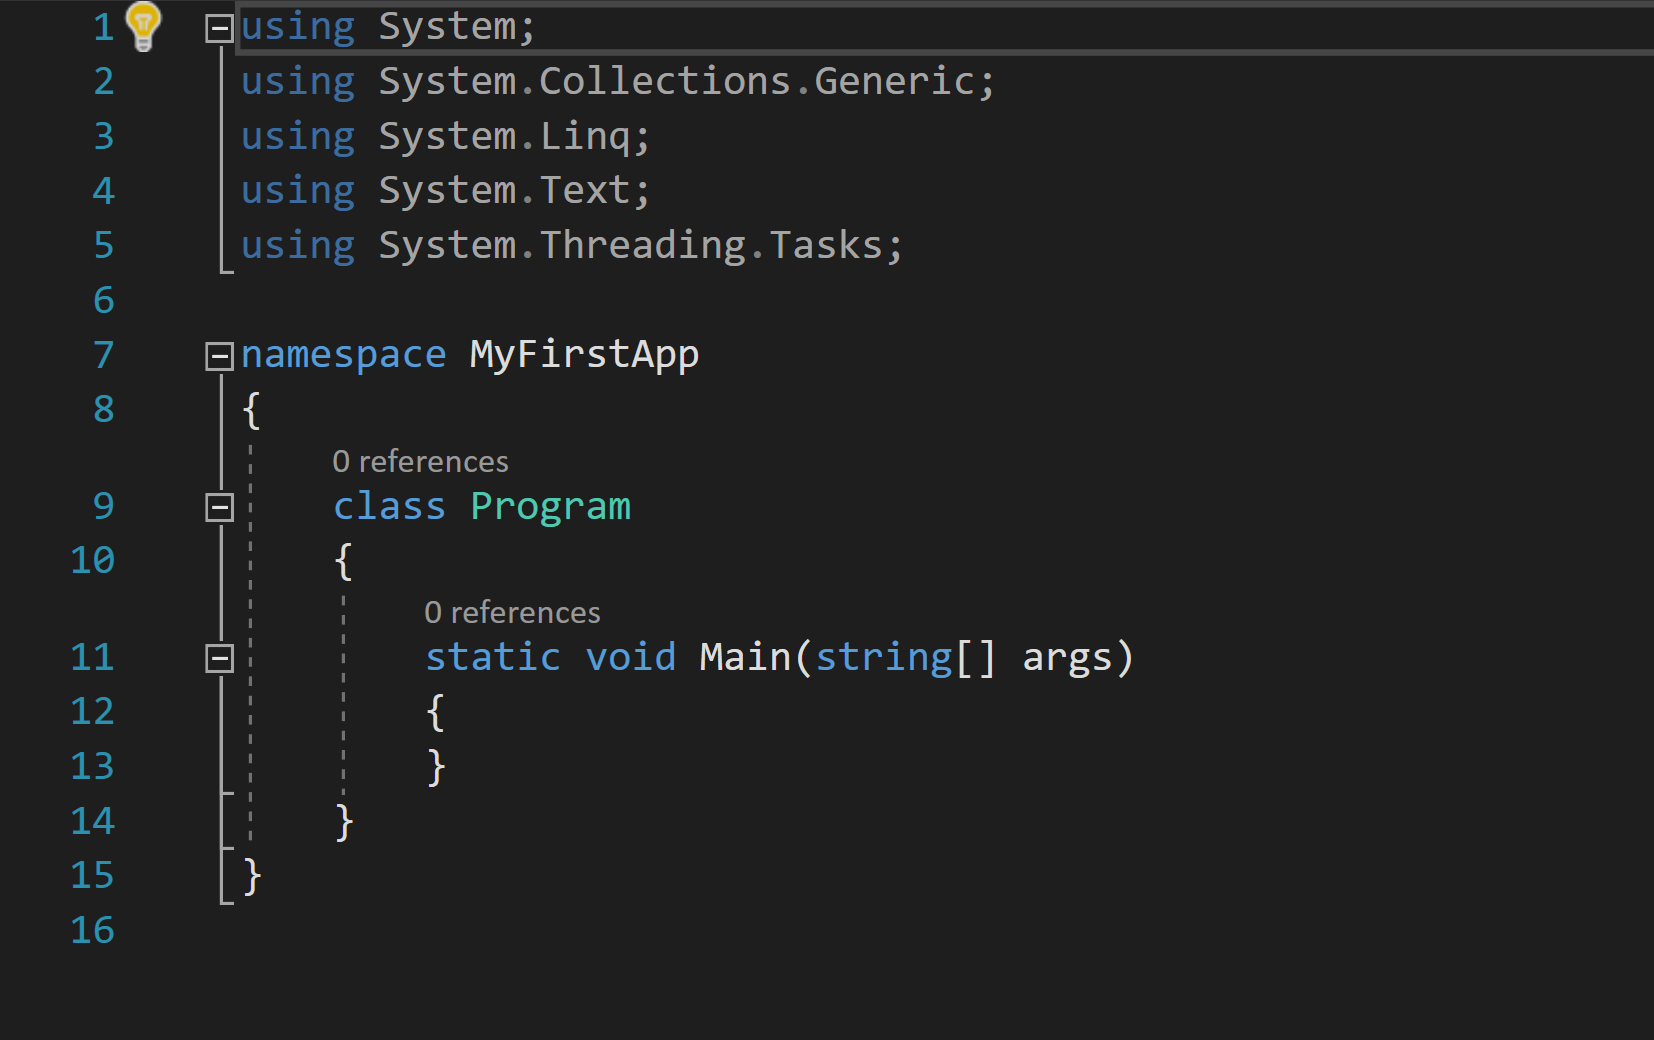 1 using System;
2 using System.Collections.Generic;
3 using System.Linq;
4 using System.Text;
5 using System.Threading.Tasks;
6
7 namespace MyFirstApp
8 {
0 references
9 class Program
10 {
0 references
11 static void Main(string[] args)
12 {
13 }
14 }
15 }
16